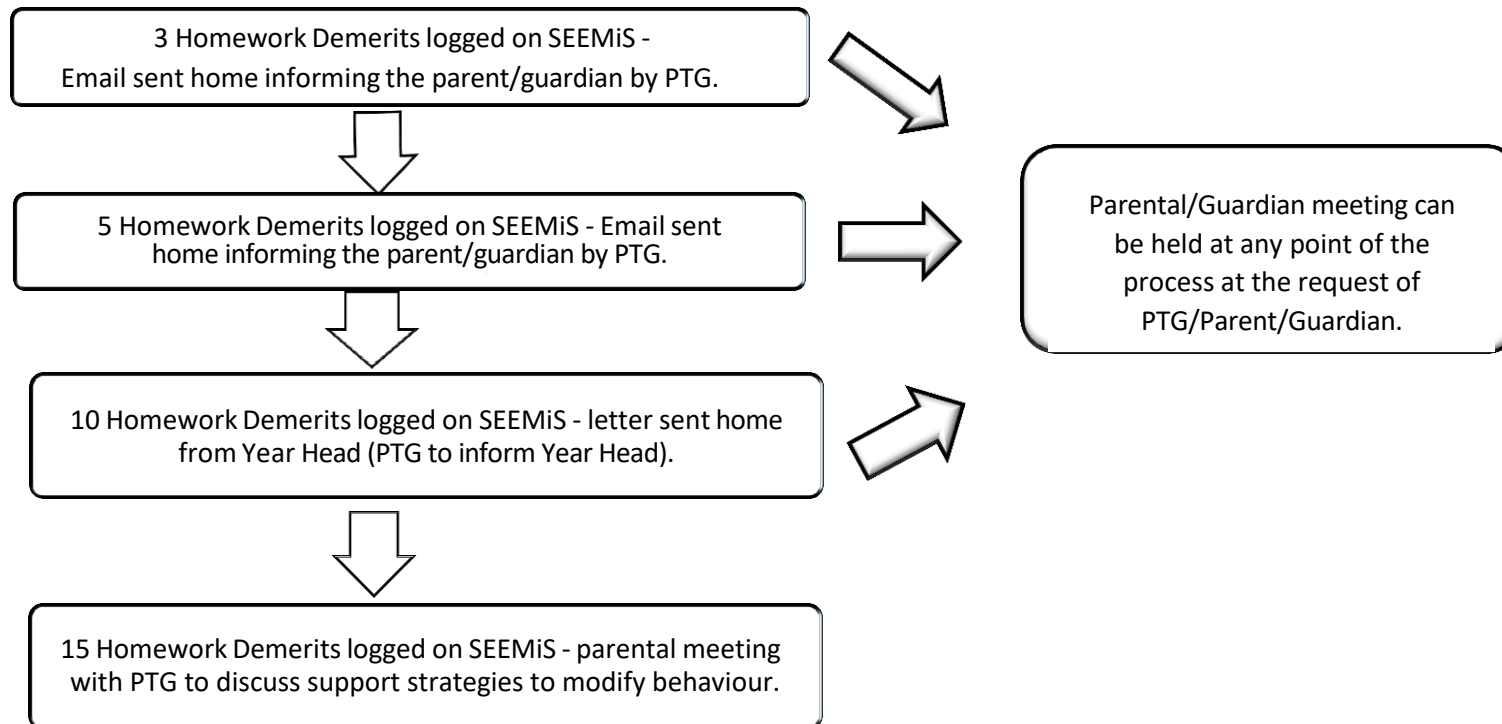 3 Homework Demerits logged on SEEMiS -
Email sent home informing the parent/guardian by PTG.
5 Homework Demerits logged on SEEMiS - Email sent
home informing the parent/guardian by PTG.
Parental/Guardian meeting can
be held at any point of the
process at the request of
PTG/Parent/Guardian.
10 Homework Demerits logged on SEEMiS - letter sent home
from Year Head (PTG to inform Year Head).
15 Homework Demerits logged on SEEMiS - parental meeting
with PTG to discuss support strategies to modify behaviour.